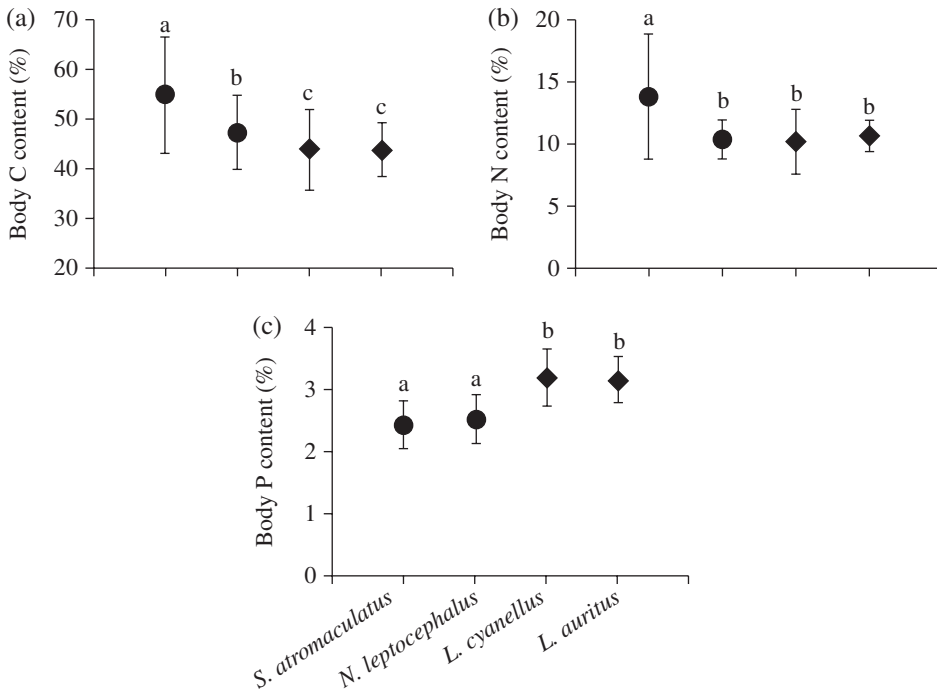 (a)
70
60
50
40
30
20
Body C content (%)
a
b
c
c
(b)
20
15
10
5
0
Body N content (%)
a
b
b
b
(c)
4
3
2
1
0
Body P content (%)
a
a
b
b
S. atromaculatus
N. leptocephalus
L. cyanellus
L. auritus